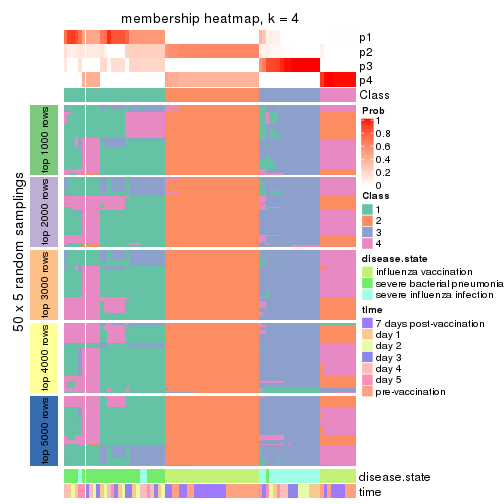 membership heatmap, k = 4
p1
p2
p3
p4
Class
50 x 5 random samplings
top 1000 rows
top 2000 rows
top 3000 rows
top 4000 rows
top 5000 rows
disease.state
time
Prob
1
0.8
0.6
0.4
0.2
0
Class
1
2
3
4
disease.state
influenza vaccination
severe bacterial pneumonia
severe influenza infection
time
7 days post-vaccination
day 1
day 2
day 3
day 4
day 5
pre-vaccination